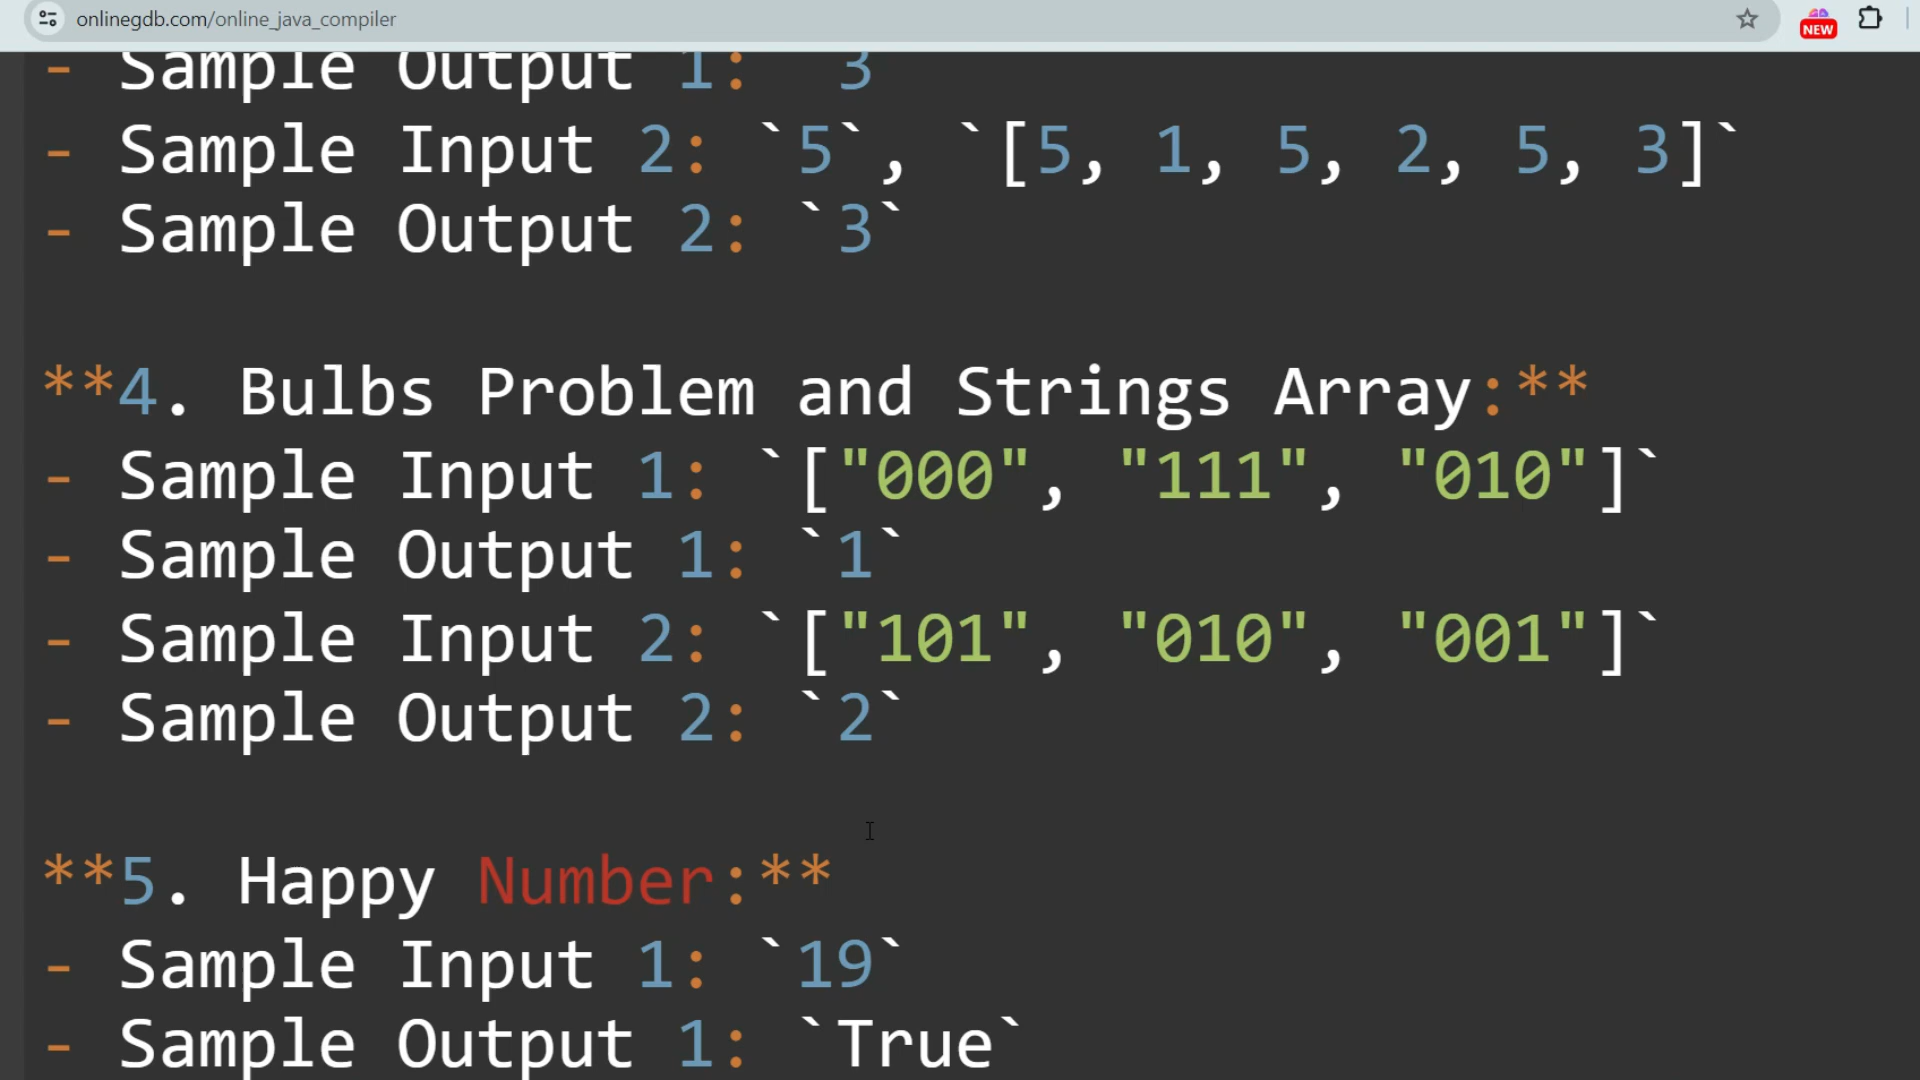 onlinegdb.com/online_java_compiler
NEW
- Sample Output 1: 3
- Sample Input 2: `5`, `[5, 1, 5, 2, 5, 3]`
- Sample Output 2: `3`
**4. Bulbs Problem and Strings Array:**
- Sample Input 1: `["000", "111", "010"]`
- Sample Output 1: `1`
- Sample Input 2: `["101", "010", "001"]`
- Sample Output 2: `2`
**5. Happy Number:**
- Sample Input 1: `19`
- Sample Output 1: `True`